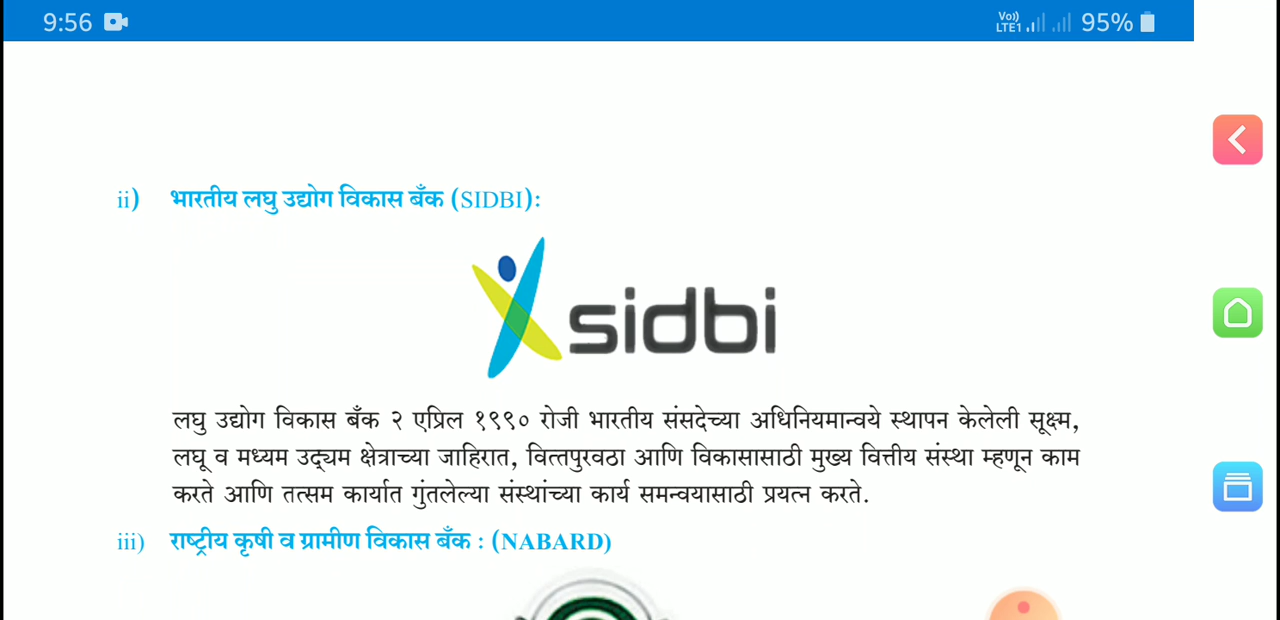 9:56
Vo)) LTE1 95%
ii) भारतीय लघु उद्योग विकास बँक (SIDBI):
sidbi
लघु उद्योग विकास बँक २ एप्रिल १९९० रोजी भारतीय संसदेच्या अधिनियमान्वये स्थापन केलेली सूक्ष्म,
लघू व मध्यम उद्यम क्षेत्राच्या जाहिरात, वित्तपुरवठा आणि विकासासाठी मुख्य वित्तीय संस्था म्हणून काम
करते आणि तत्सम कार्यात गुंतलेल्या संस्थांच्या कार्य समन्वयासाठी प्रयत्न करते.
iii) राष्ट्रीय कृषी व ग्रामीण विकास बँक : (NABARD)